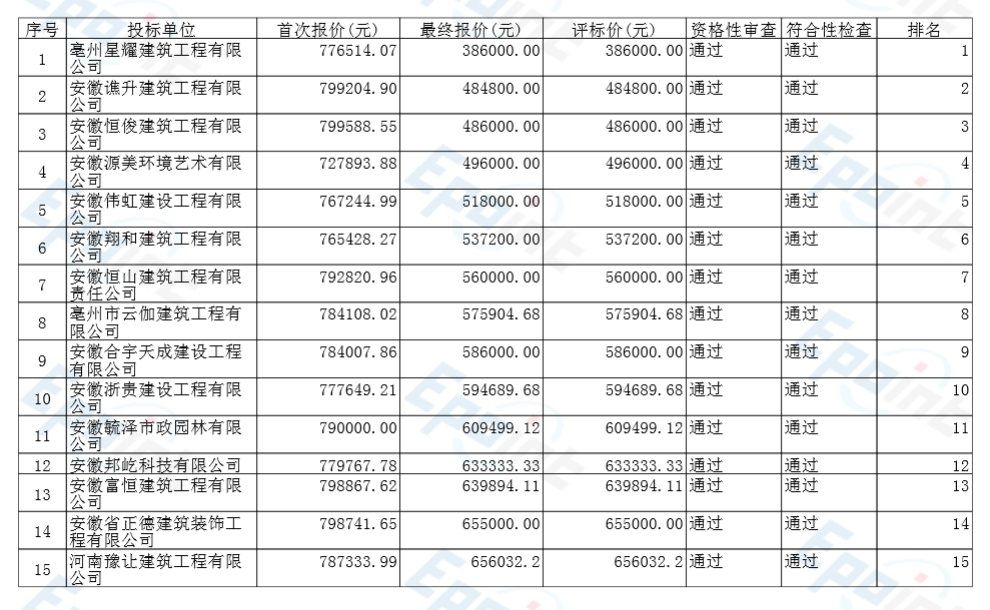 序号 投标单位 首次报价(元) 最终报价(元) 评标价(元) 资格性审查 符合性检查 排名
1 亳州星耀建筑工程有限公司 776514.07 386000.00 386000.00 通过 通过 1
2 安徽谯升建筑工程有限公司 799204.90 484800.00 484800.00 通过 通过 2
3 安徽恒俊建筑工程有限公司 799588.55 486000.00 486000.00 通过 通过 3
4 安徽源美环境艺术有限公司 727893.88 496000.00 496000.00 通过 通过 4
5 安徽伟虹建设工程有限公司 767244.99 518000.00 518000.00 通过 通过 5
6 安徽翔和建筑工程有限公司 765428.27 537200.00 537200.00 通过 通过 6
7 安徽恒山建筑工程有限责任公司 792820.96 560000.00 560000.00 通过 通过 7
8 亳州市云伽建筑工程有限公司 784108.02 575904.68 575904.68 通过 通过 8
9 安徽合字天成建设工程有限公司 784007.86 586000.00 586000.00 通过 通过 9
10 安徽浙贵建设工程有限公司 777649.21 594689.68 594689.68 通过 通过 10
11 安徽毓泽市政园林有限公司 790000.00 609499.12 609499.12 通过 通过 11
12 安徽邦屹科技有限公司 779767.78 633333.33 633333.33 通过 通过 12
13 安徽富恒建筑工程有限公司 798867.62 639894.11 639894.11 通过 通过 13
14 安徽省正德建筑装饰工程有限公司 798741.65 655000.00 655000.00 通过 通过 14
15 河南豫让建筑工程有限公司 787333.99 656032.2 656032.2 通过 通过 15